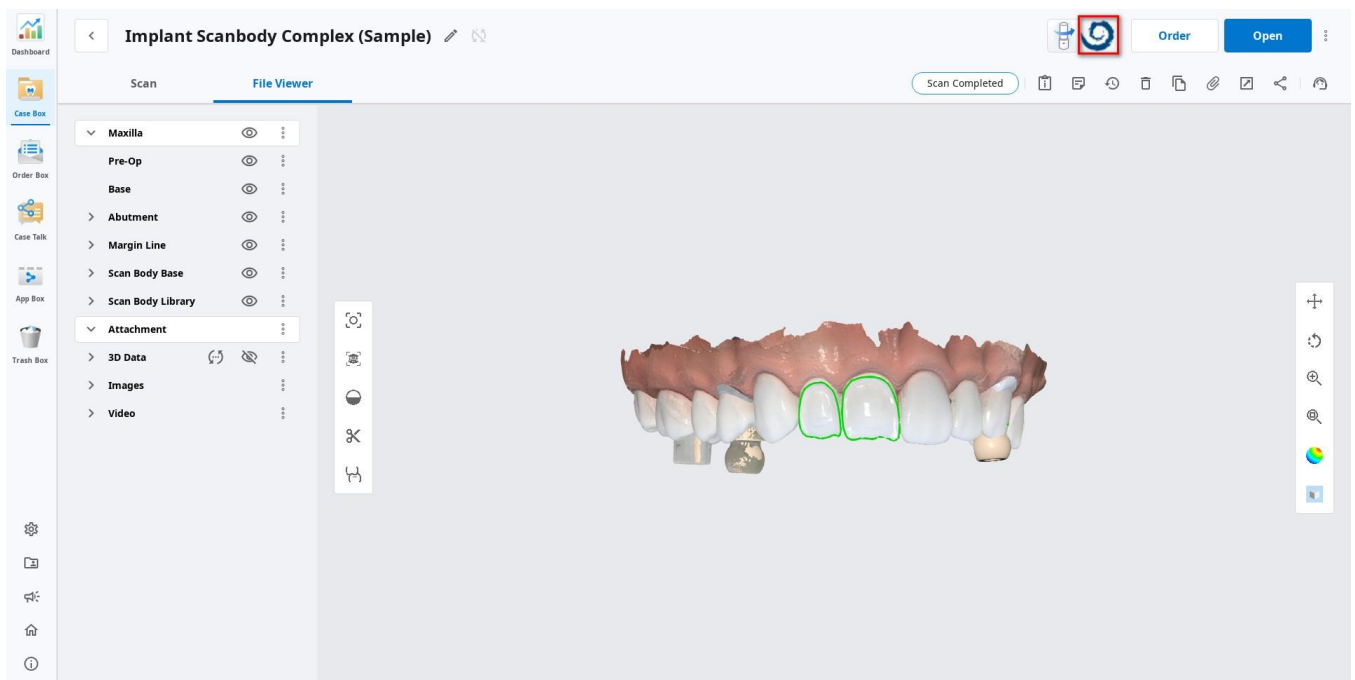 Dashboard
Case Box
Order Box
Case Talk
App Box
Trash Box
Implant Scanbody Complex (Sample)
Order
Open
Scan
File Viewer
Scan Completed
Maxilla
Pre-Op
Base
Abutment
Margin Line
Scan Body Base
Scan Body Library
Attachment
3D Data
Images
Video